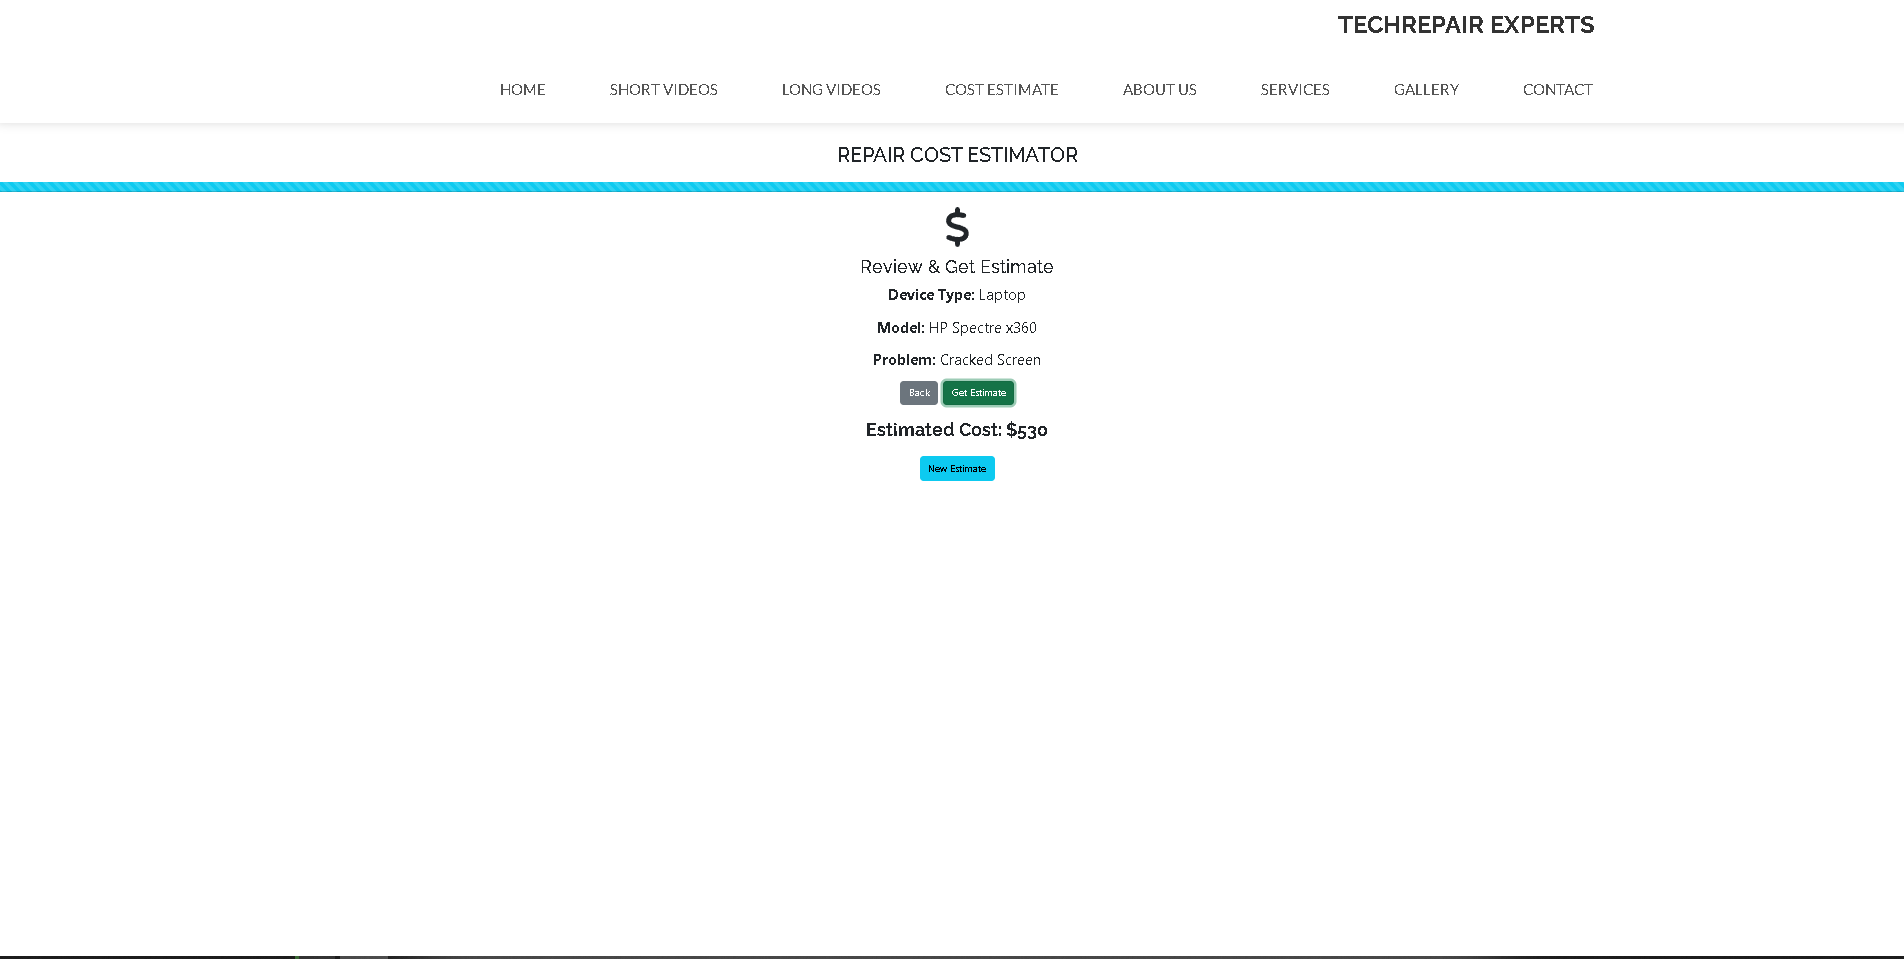 TECHREPAIR EXPERTS
HOME SHORT VIDEOS LONG VIDEOS COST ESTIMATE ABOUT US SERVICES GALLERY CONTACT
REPAIR COST ESTIMATOR
$
Review & Get Estimate
Device Type: Laptop
Model: HP Spectre x360
Problem: Cracked Screen
Back Get Estimate
Estimated Cost: $530
New Estimate